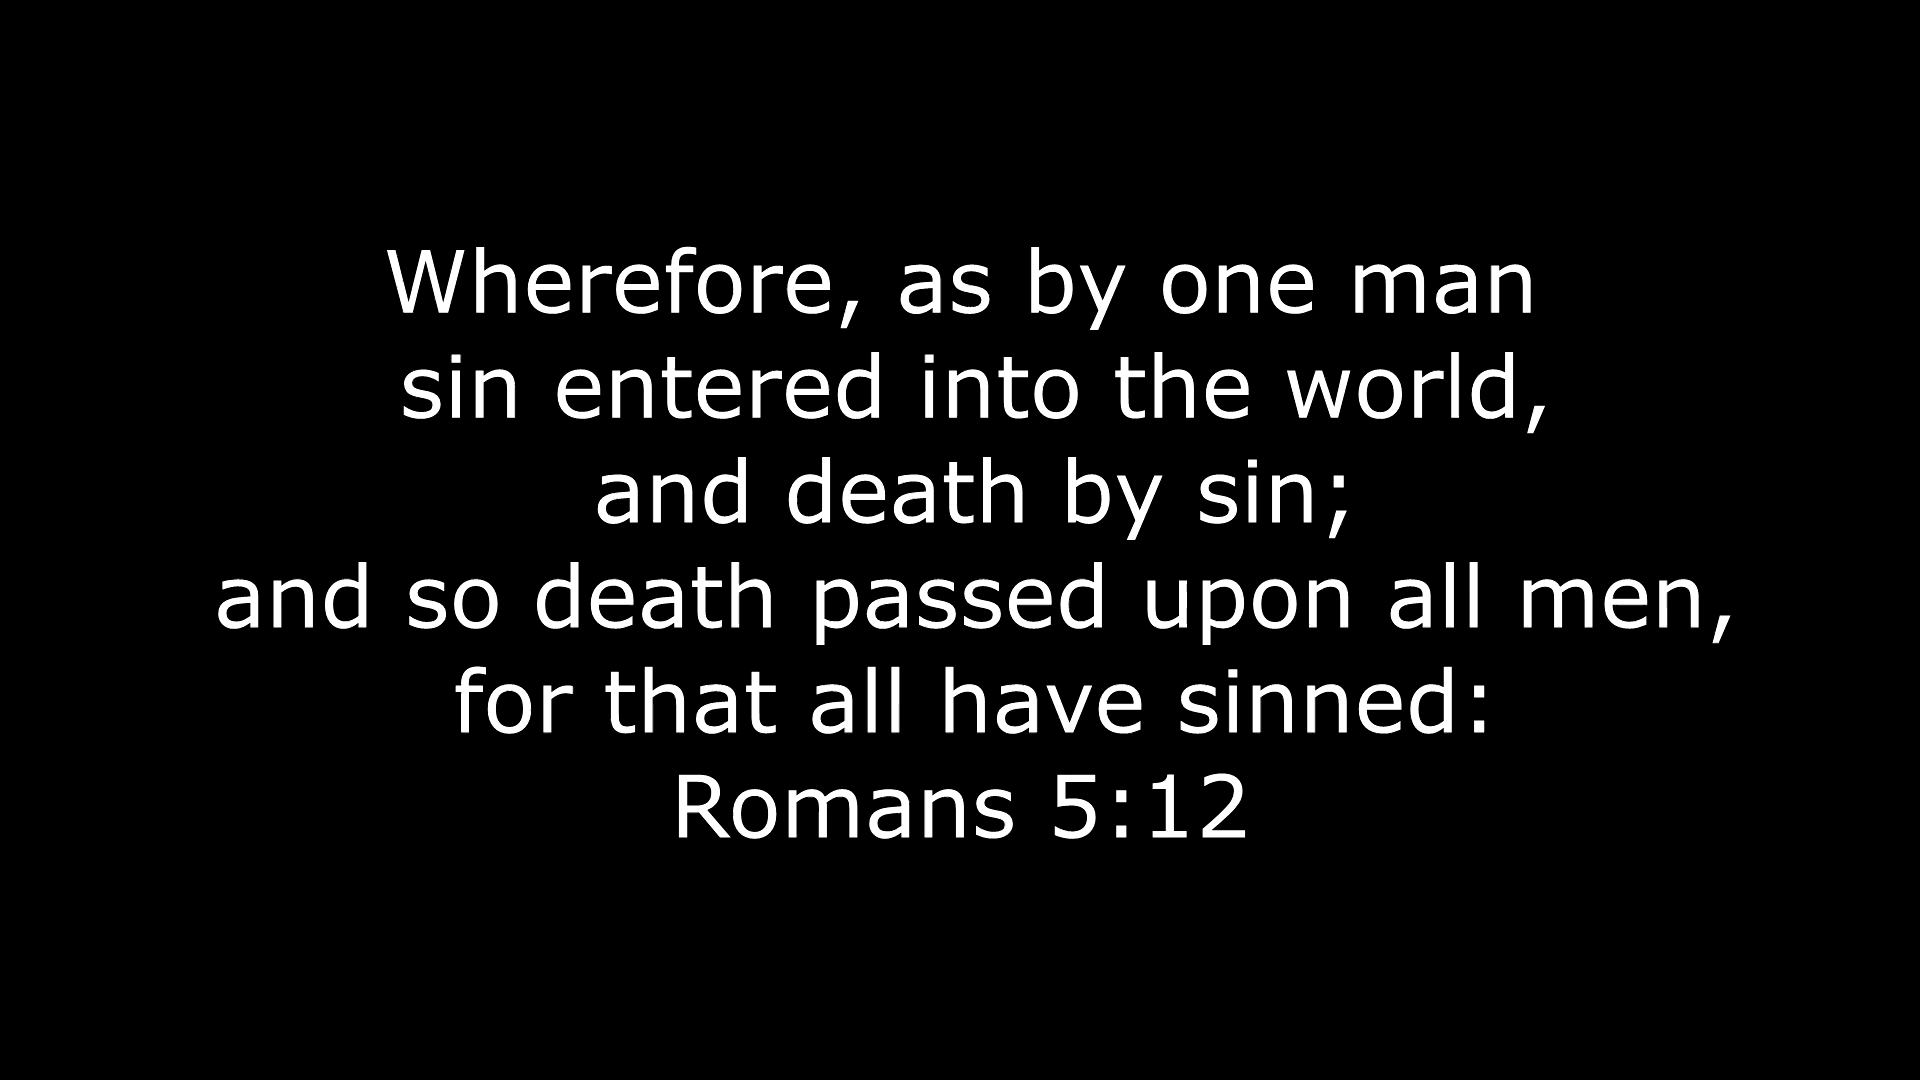 Wherefore, as by one man
sin entered into the world,
and death by sin;
and so death passed upon all men,
for that all have sinned:
Romans 5:12